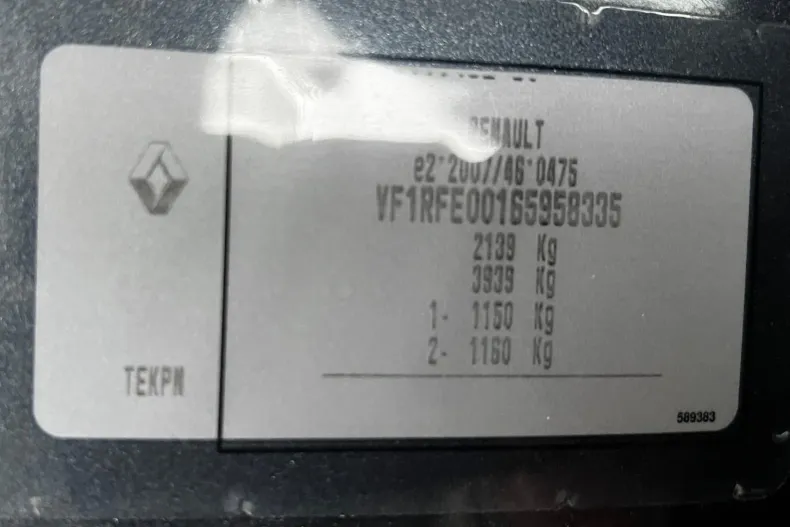 RENAULT
e2*2007/46*0475
VF1RFE00165958335
2139 Kg
3939 Kg
1- 1150 Kg
2- 1160 Kg
TEKPN
589383